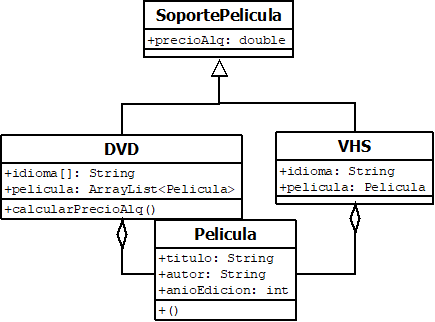 SoportePelicula
+precioAlq: double
DVD
+idioma[]: String
+pelicula: ArrayList<Pelicula>
+calcularPrecioAlq()
VHS
+idioma: String
+pelicula: Pelicula
Pelicula
+titulo: String
+autor: String
+anioEdicion: int
+()